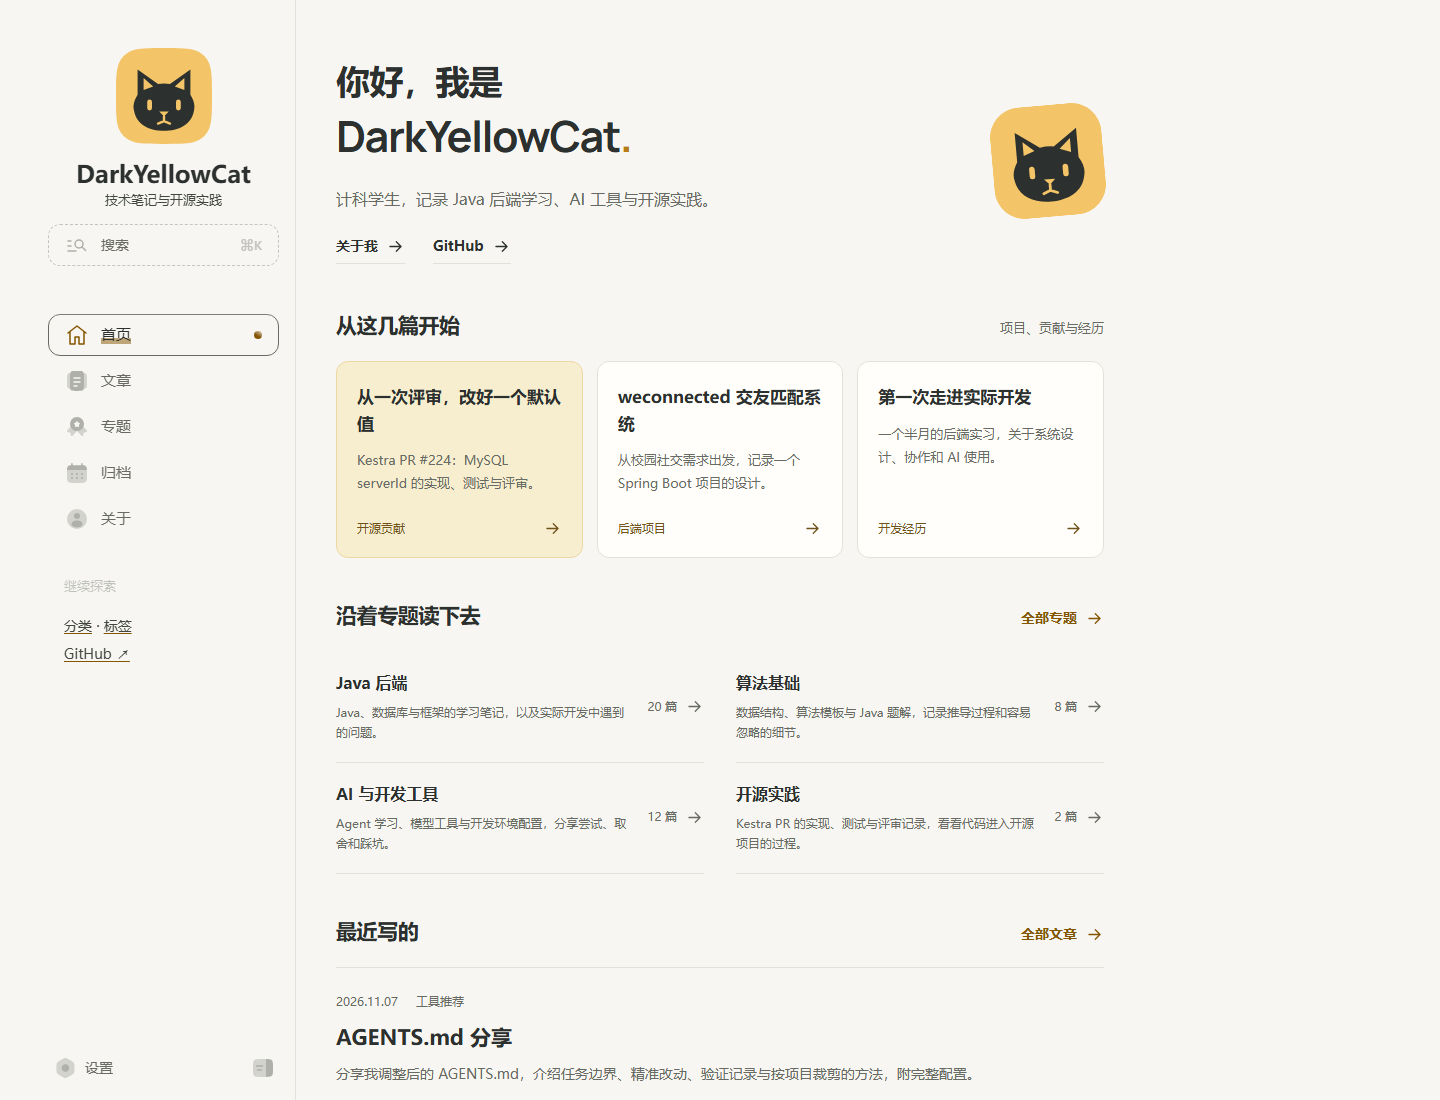 DarkYellowCat
技术笔记与开源实践
搜索 ⌘K
首页
文章
专题
归档
关于
继续探索
分类 · 标签
GitHub ↗
设置
你好，我是
DarkYellowCat.
计科学生，记录 Java 后端学习、AI 工具与开源实践。
关于我 → GitHub →
从这几篇开始
项目、贡献与经历
从一次评审，改好一个默认
值
Kestra PR #224：MySQL
serverId 的实现、测试与评审。
开源贡献 →
weconnected 交友匹配系
统
从校园社交需求出发，记录一个
Spring Boot 项目的设计。
后端项目 →
第一次走进实际开发
一个半月的后端实习，关于系统设
计、协作和 AI 使用。
开发经历 →
沿着专题读下去
全部专题 →
Java 后端
Java、数据库与框架的学习笔记，以及实际开发中遇到
的问题。
20 篇 →
算法基础
数据结构、算法模板与 Java 题解，记录推导过程和容易
忽略的细节。
8 篇 →
AI 与开发工具
Agent 学习、模型工具与开发环境配置，分享尝试、取
舍和踩坑。
12 篇 →
开源实践
Kestra PR 的实现、测试与评审记录，看看代码进入开源
项目的过程。
2 篇 →
最近写的
全部文章 →
2026.11.07 工具推荐
AGENTS.md 分享
分享我调整后的 AGENTS.md，介绍任务边界、精准改动、验证记录与按项目裁剪的方法，附完整配置。